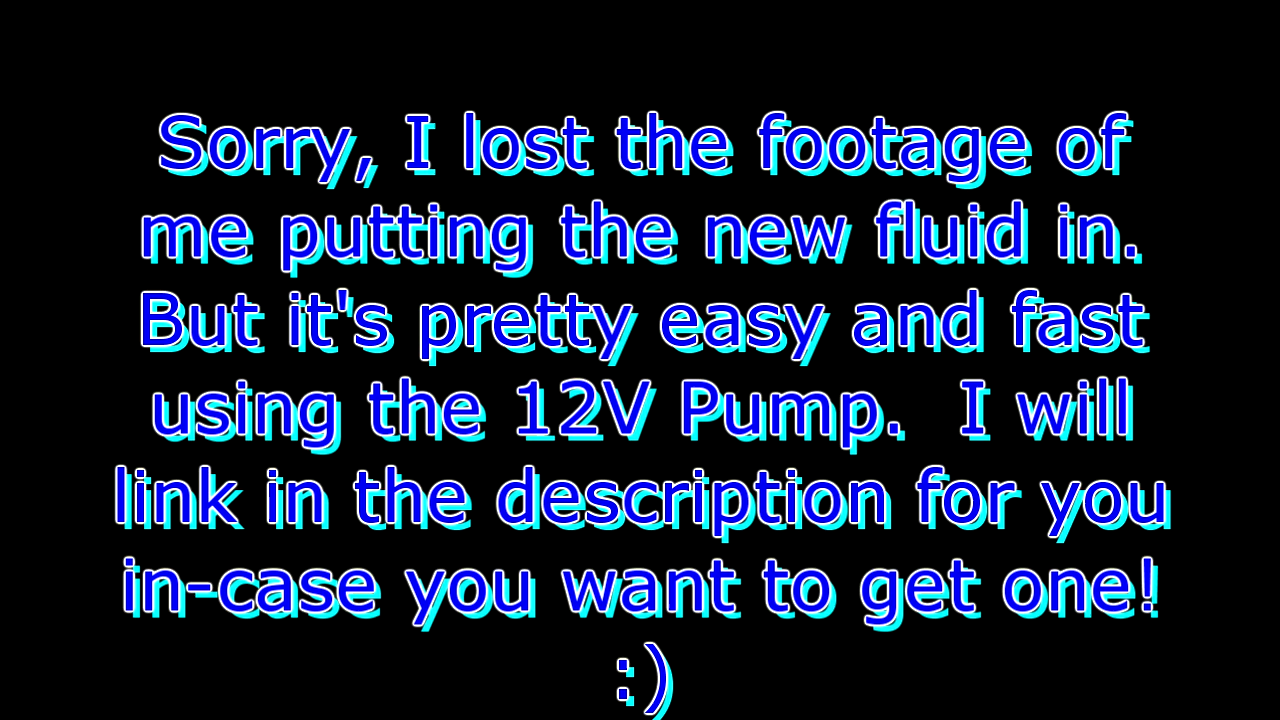 Sorry, I lost the footage of
me putting the new fluid in.
But it's pretty easy and fast
using the 12V Pump.  I will
link in the description for you
in-case you want to get one!
:)